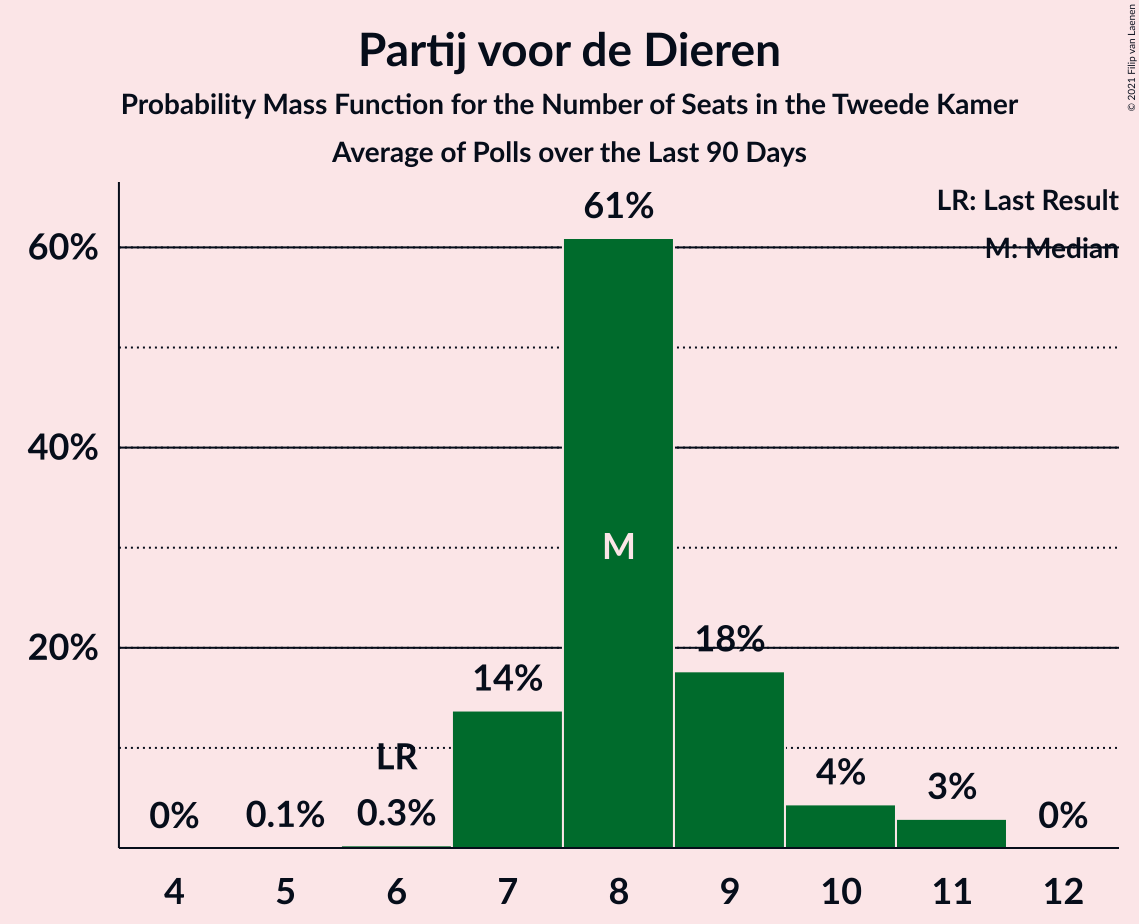 Partij voor de Dieren
Probability Mass Function for the Number of Seats in the Tweede Kamer
Average of Polls over the Last 90 Days
© 2021 Filip van Laenen
LR: Last Result
M: Median
61%
60%
40%
M
20%
18%
14%
LR
4%
3%
0%
0.1%
0.3%
0%
4 5 6 7 8 9 10 11 12